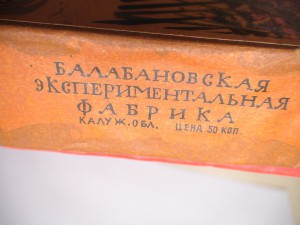 БАЛАБАНОВСКАЯ
ЭКСПЕРИМЕНТАЛЬНАЯ
ФАБРИКА
КАЛУЖ. ОБЛ. ЦЕНА 50 КОП.